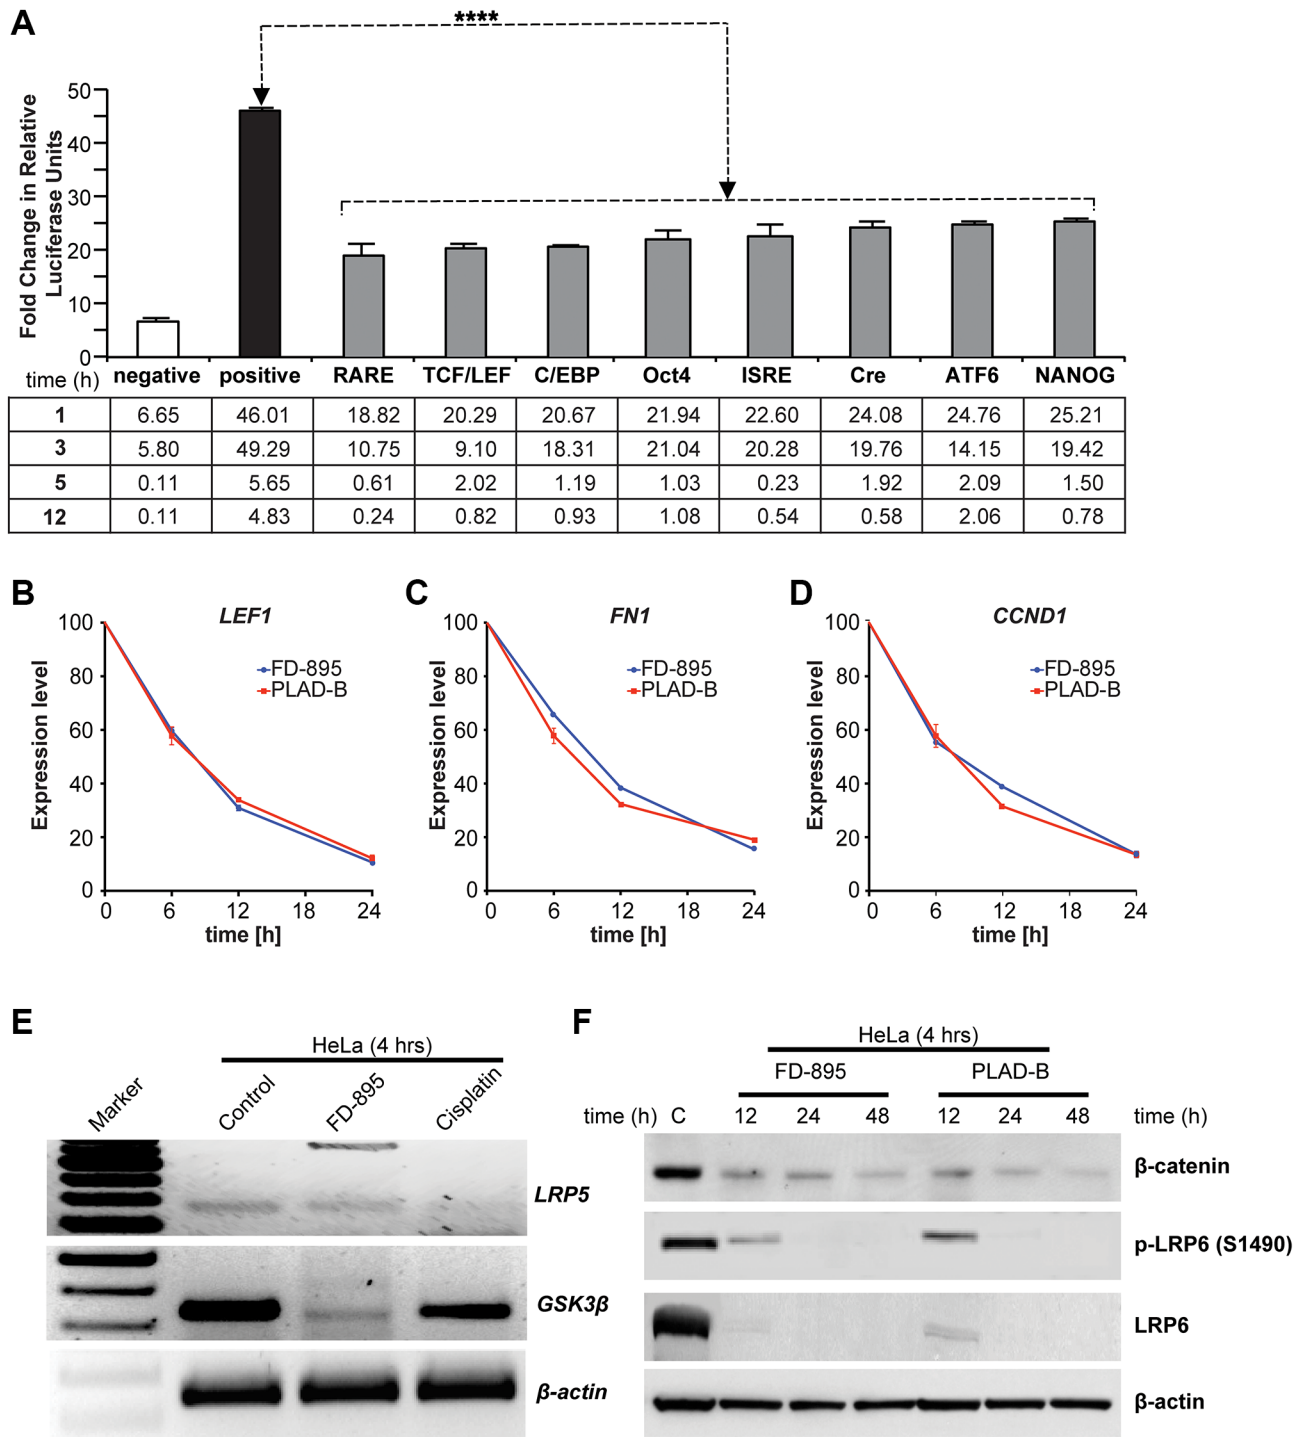 A
****
Fold Change in Relative
Luciferase Units
50
40
30
20
10
0
time (h) negative positive RARE TCF/LEF C/EBP Oct4 ISRE Cre ATF6 NANOG
1 6.65 46.01 18.82 20.29 20.67 21.94 22.60 24.08 24.76 25.21
3 5.80 49.29 10.75 9.10 18.31 21.04 20.28 19.76 14.15 19.42
5 0.11 5.65 0.61 2.02 1.19 1.03 0.23 1.92 2.09 1.50
12 0.11 4.83 0.24 0.82 0.93 1.08 0.54 0.58 2.06 0.78
B
LEF1
Expression level
100
80
60
40
20
0
FD-895
PLAD-B
0 6 12 18 24
time [h]
C
FN1
Expression level
100
80
60
40
20
0
FD-895
PLAD-B
0 6 12 18 24
time [h]
D
CCND1
Expression level
100
80
60
40
20
0
FD-895
PLAD-B
0 6 12 18 24
time [h]
E
HeLa (4 hrs)
Marker Control FD-895 Cisplatin
LRP5
GSK3β
β-actin
F
HeLa (4 hrs)
FD-895 PLAD-B
time (h) C 12 24 48 12 24 48 time (h)
β-catenin
p-LRP6 (S1490)
LRP6
β-actin